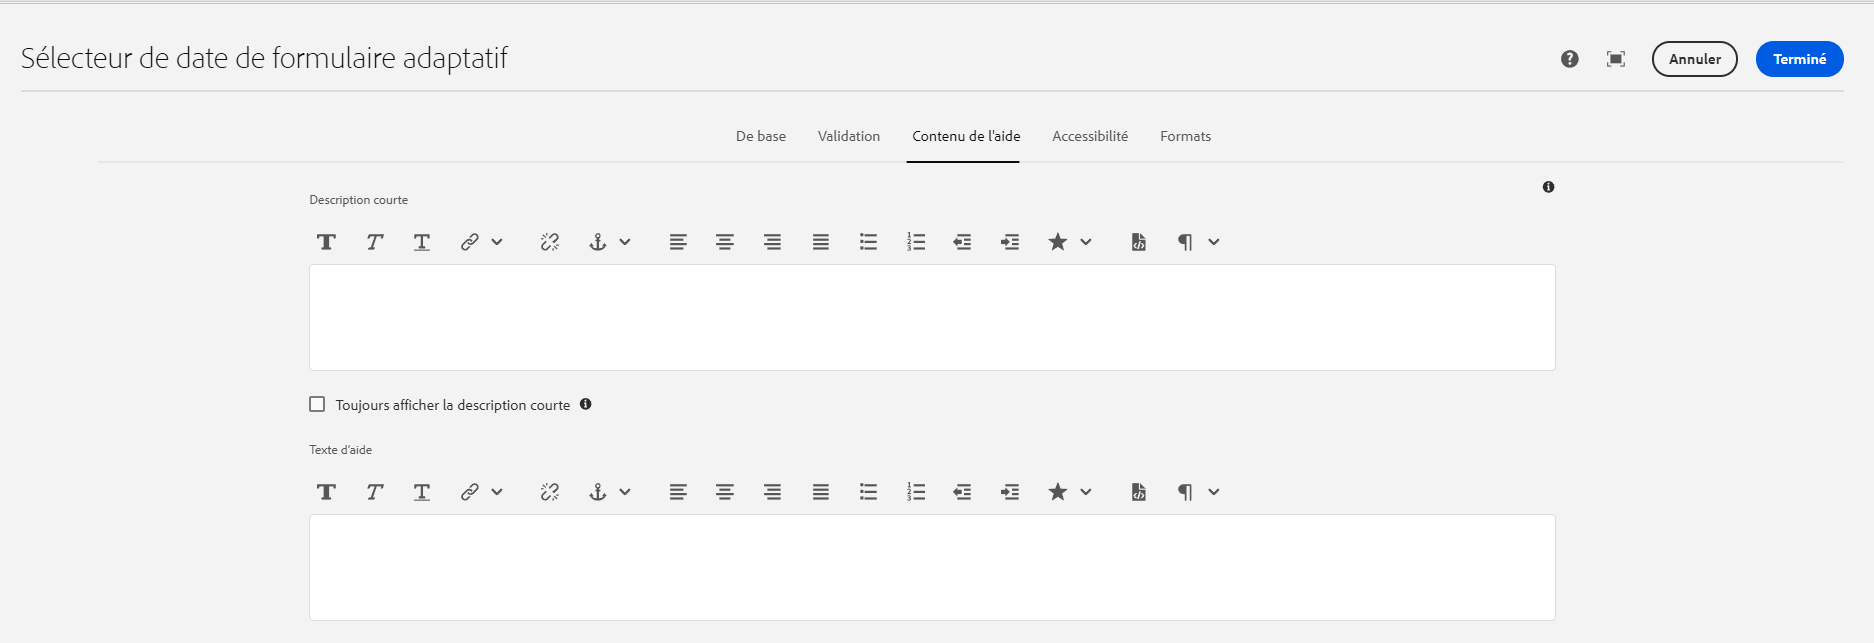 Sélecteur de date de formulaire adaptatif
Annuler
Terminé
De base
Validation
Contenu de l'aide
Accessibilité
Formats
Description courte
Toujours afficher la description courte
Texte d’aide